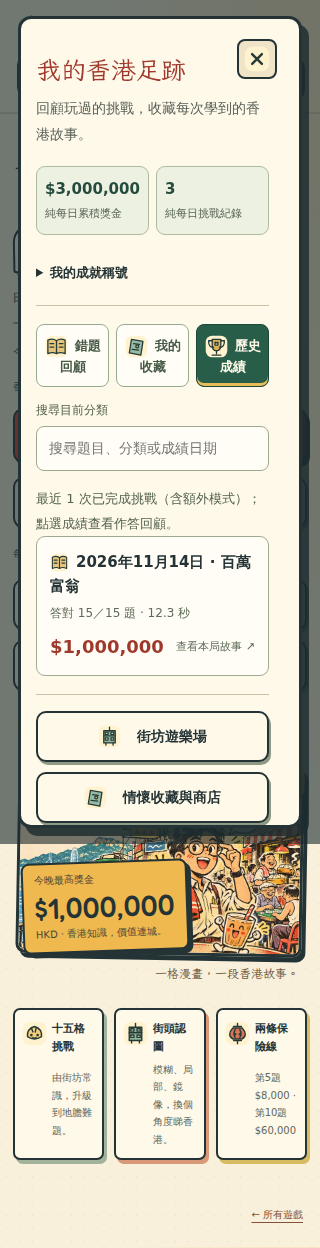 我的香港足跡
回顧玩過的挑戰，收藏每次學到的香
港故事。
$3,000,000
純每日累積獎金
3
純每日挑戰紀錄
▶ 我的成就稱號
錯題
回顧
我的
收藏
歷史
成績
搜尋目前分類
搜尋題目、分類或成績日期
最近 1 次已完成挑戰（含額外模式）；
點選成績查看作答回顧。
2026年11月14日 · 百萬
富翁
答對 15／15 題 · 12.3 秒
$1,000,000
查看本局故事 ↗
街坊遊樂場
情懷收藏與商店
今晚最高獎金
$1,000,000
HKD · 香港知識，價值連城。
一格漫畫，一段香港故事。
十五格
挑戰
由街坊常
識，升級
到地膽難
題。
街頭認
圖
模糊、局
部、鏡
像，換個
角度睇香
港。
兩條保
險線
第5題
$8,000 ·
第10題
$60,000
← 所有遊戲